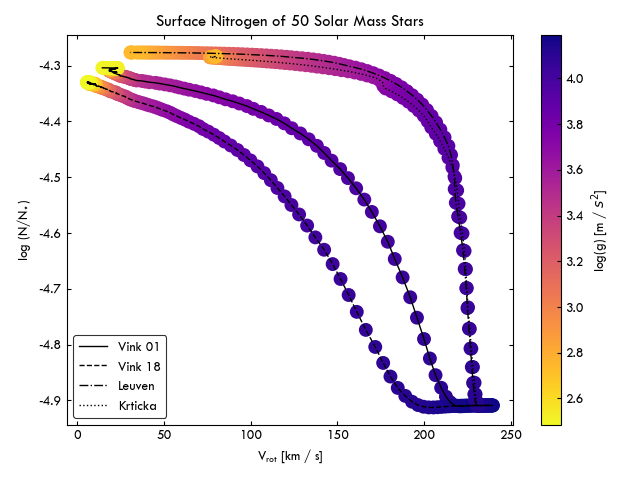 Surface Nitrogen of 50 Solar Mass Stars
log (N/N⋆)
-4.3
-4.4
-4.5
-4.6
-4.7
-4.8
-4.9
Vink 01
Vink 18
Leuven
Krticka
0 50 100 150 200 250
V_rot [km / s]
4.0
3.8
3.6
3.4
3.2
3.0
2.8
2.6
log(g) [m / s²]